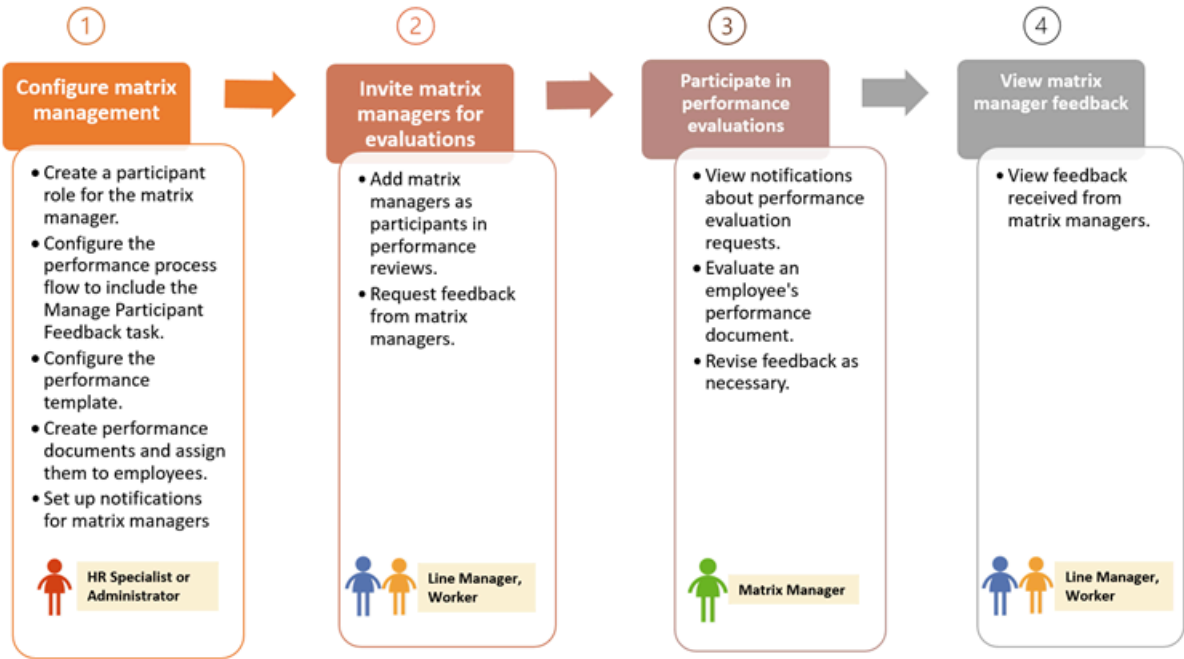 1
Configure matrix
management
• Create a participant
role for the matrix
manager.
• Configure the
performance process
flow to include the
Manage Participant
Feedback task.
• Configure the
performance
template.
• Create performance
documents and assign
them to employees.
• Set up notifications
for matrix managers
HR Specialist or
Administrator
2
Invite matrix
managers for
evaluations
• Add matrix
managers as
participants in
performance
reviews.
• Request feedback
from matrix
managers.
Line Manager,
Worker
3
Participate in
performance
evaluations
• View notifications
about performance
evaluation
requests.
• Evaluate an
employee's
performance
document.
• Revise feedback as
necessary.
Matrix Manager
4
View matrix
manager feedback
• View feedback
received from
matrix managers.
Line Manager,
Worker